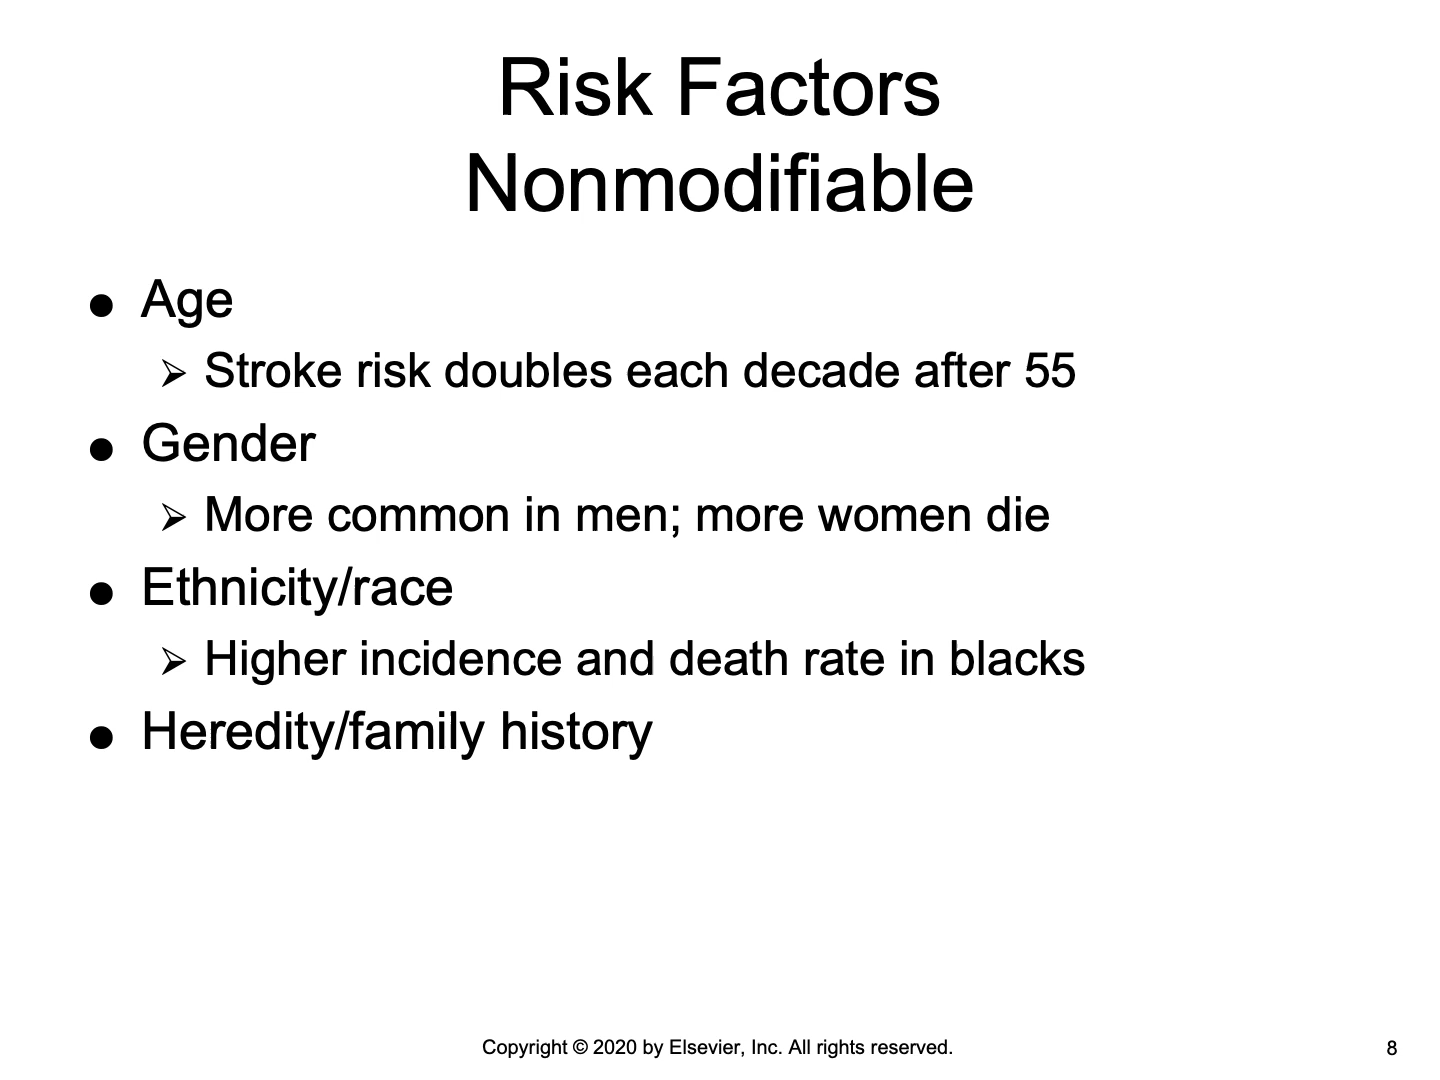 Risk Factors
Nonmodifiable
● Age
➢ Stroke risk doubles each decade after 55
● Gender
➢ More common in men; more women die
● Ethnicity/race
➢ Higher incidence and death rate in blacks
● Heredity/family history
Copyright © 2020 by Elsevier, Inc. All rights reserved.
8